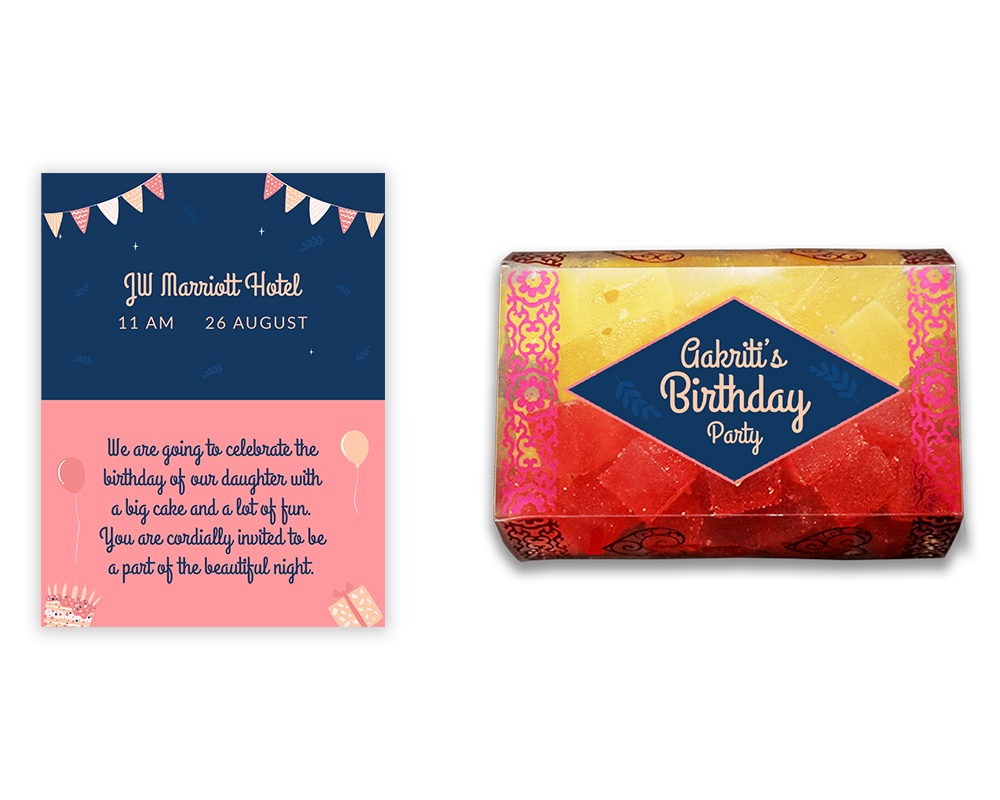 JW Marriott Hotel
11 AM 26 AUGUST
We are going to celebrate the
birthday of our daughter with
a big cake and a lot of fun.
You are cordially invited to be
a part of the beautiful night.
Aakriti's
Birthday
Party